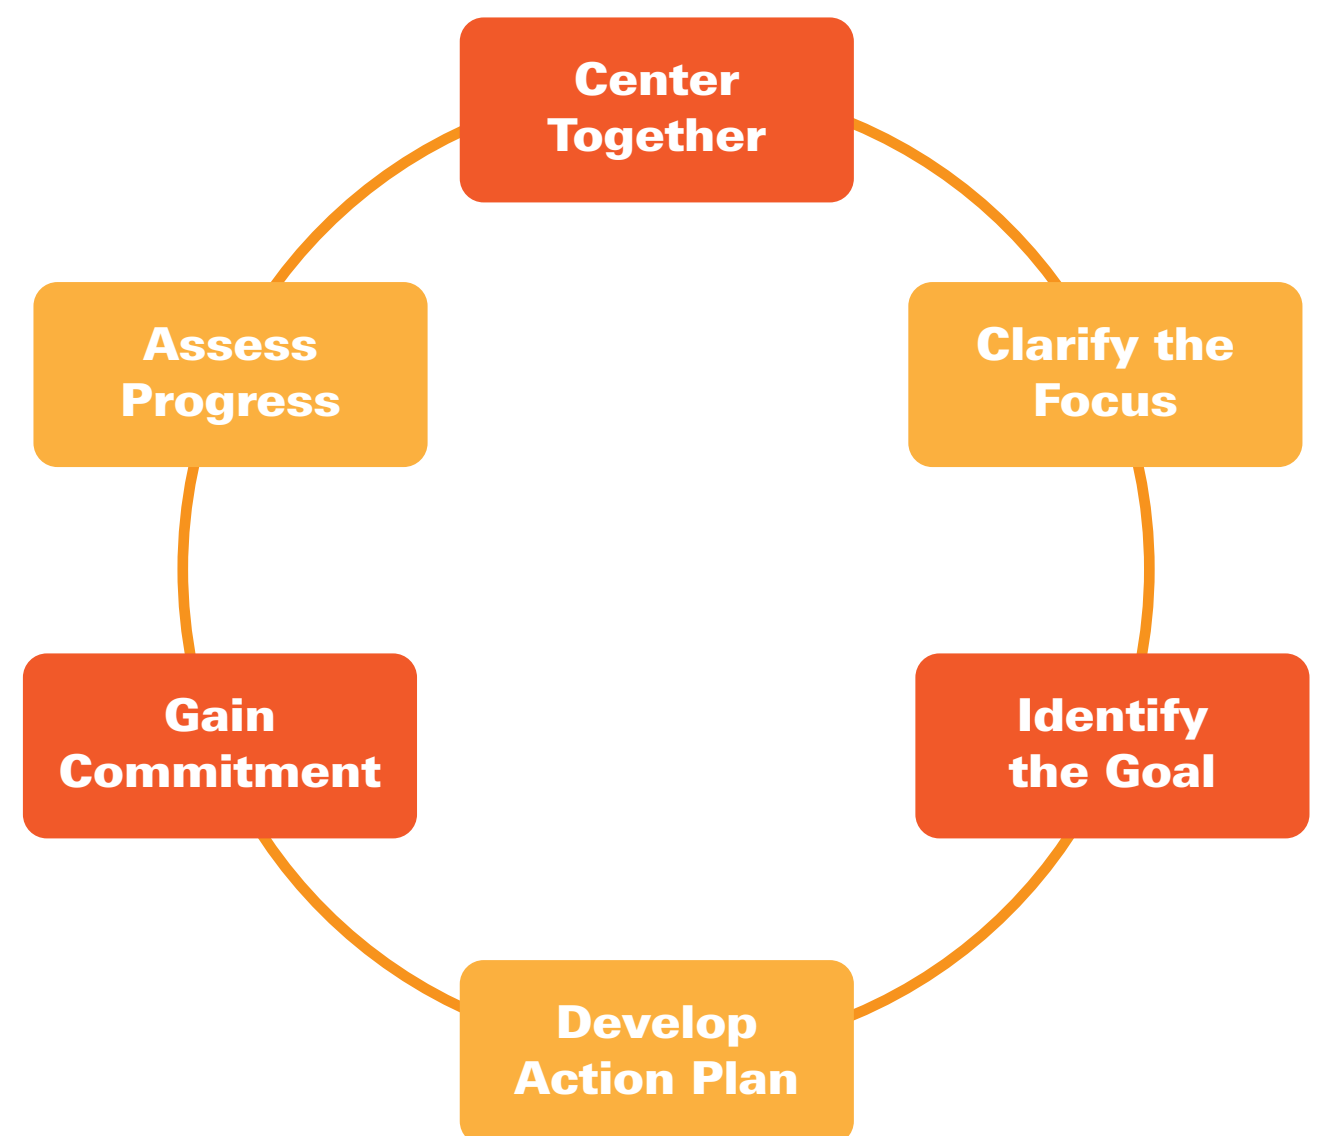 Center
Together
Clarify the
Focus
Identify
the Goal
Develop
Action Plan
Gain
Commitment
Assess
Progress